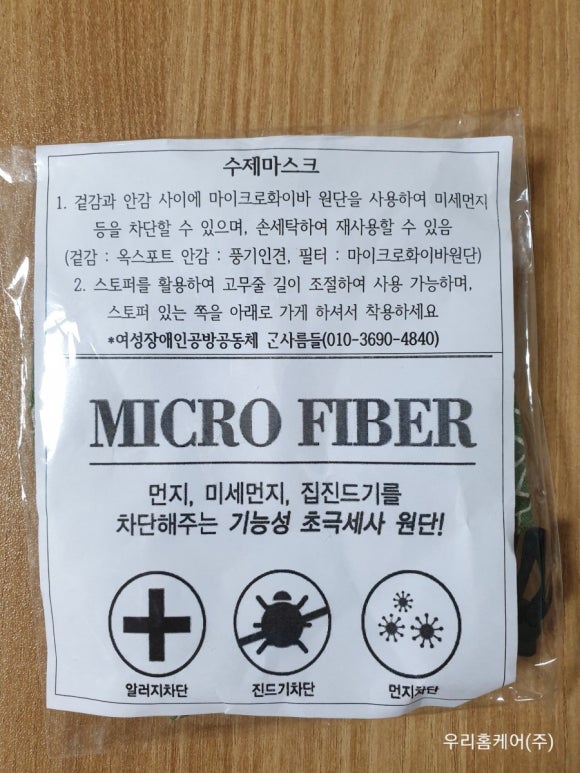 수제마스크
1. 겉감과 안감 사이에 마이크로화이바 원단을 사용하여 미세먼지
등을 차단할 수 있으며, 손세탁하여 재사용할 수 있음
(겉감 : 옥스포트 안감 : 풍기인견, 필터 : 마이크로화이바원단)
2. 스토퍼를 활용하여 고무줄 길이 조절하여 사용 가능하며,
스토퍼 있는 쪽을 아래로 가게 하셔서 착용하세요
*여성장애인공방공동체 군사름들(010-3690-4840)
MICRO FIBER
먼지, 미세먼지, 집진드기를
차단해주는 기능성 초극세사 원단!
알러지차단
진드기차단
먼지차단
우리홈케어(주)